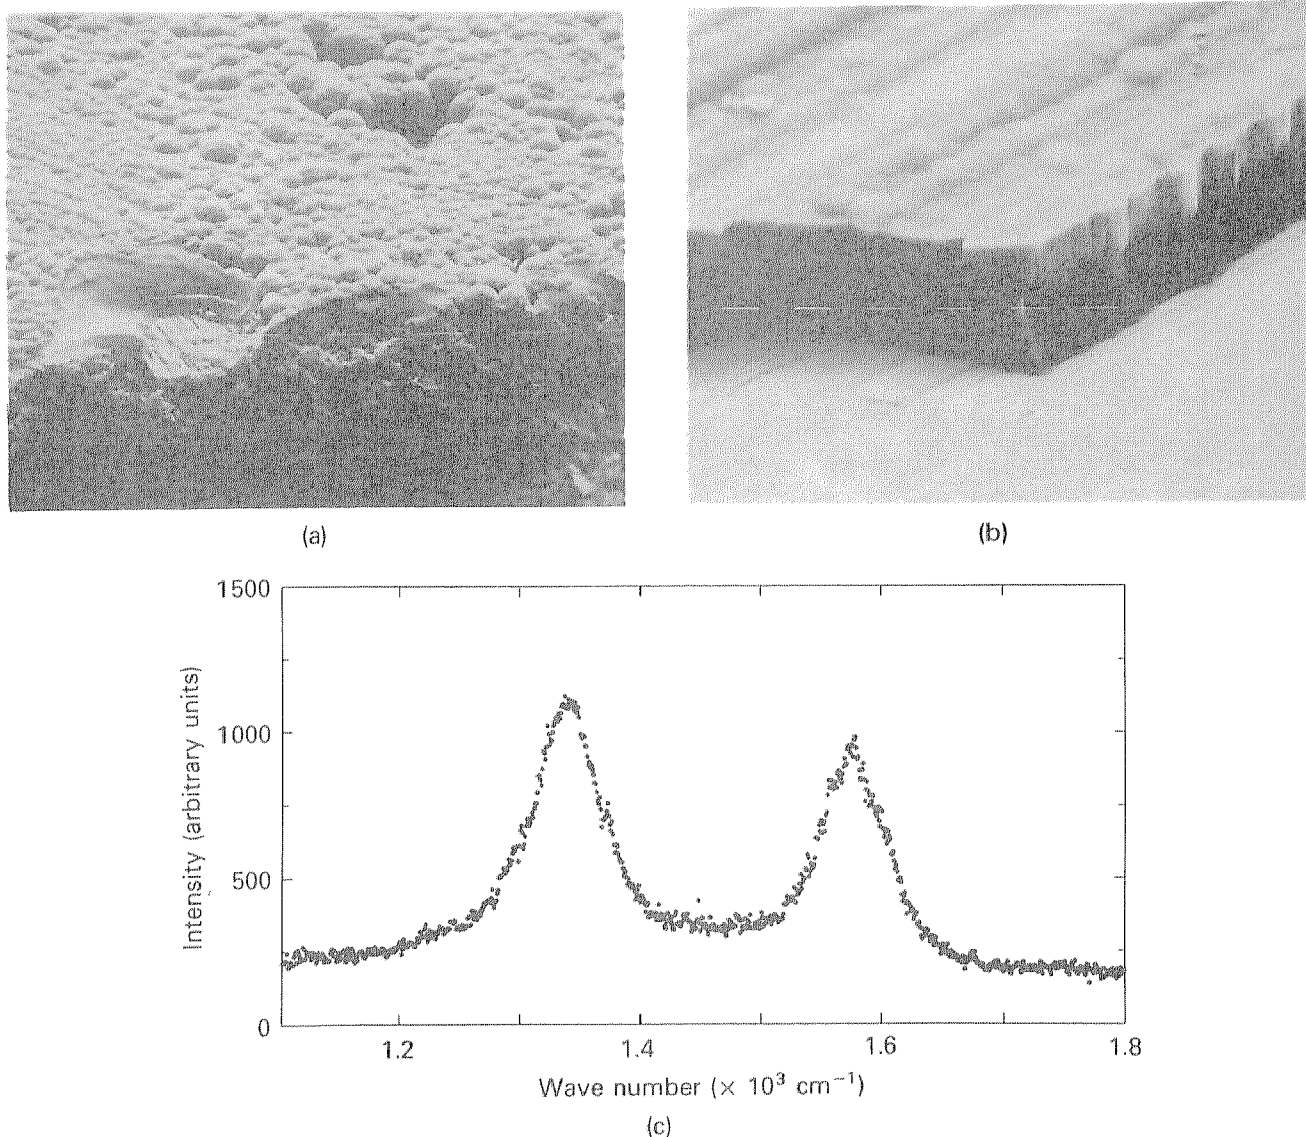 (a)
(b)
1500
1000
500
0
Intensity (arbitrary units)
1.2
1.4
1.6
1.8
Wave number (× 10³ cm⁻¹)
(c)